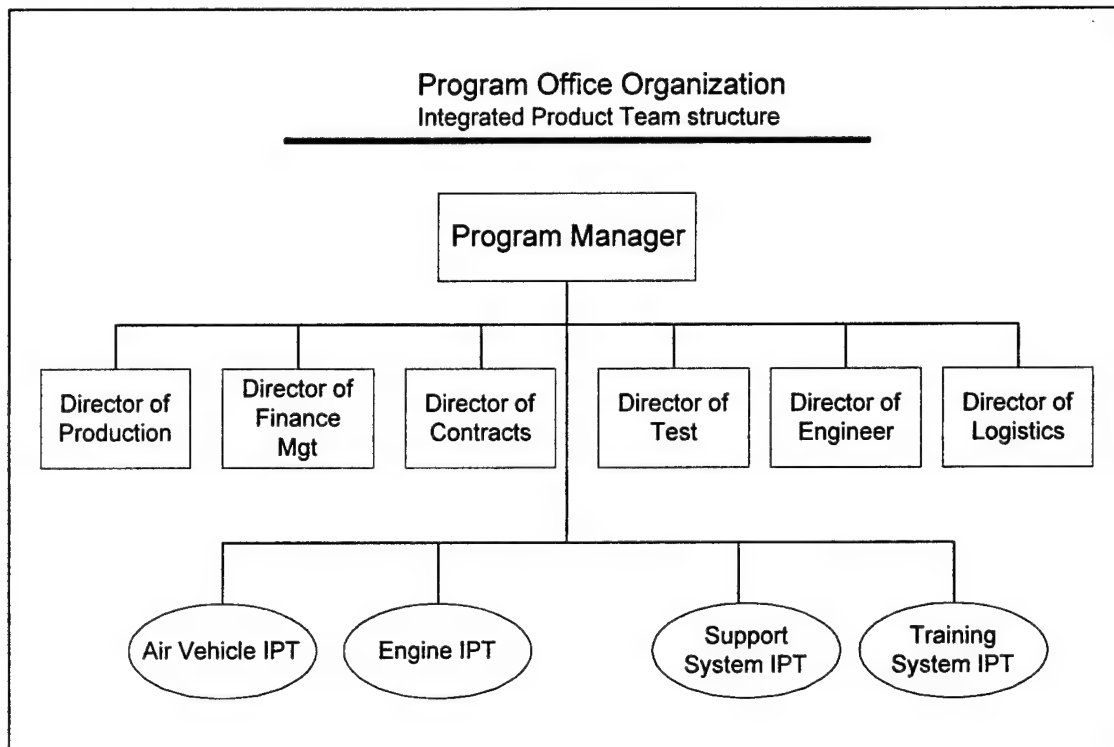 Program Office Organization
Integrated Product Team structure
Program Manager
Director of
Production
Director of
Finance
Mgt
Director of
Contracts
Director of
Test
Director of
Engineer
Director of
Logistics
Air Vehicle IPT
Engine IPT
Support
System IPT
Training
System IPT